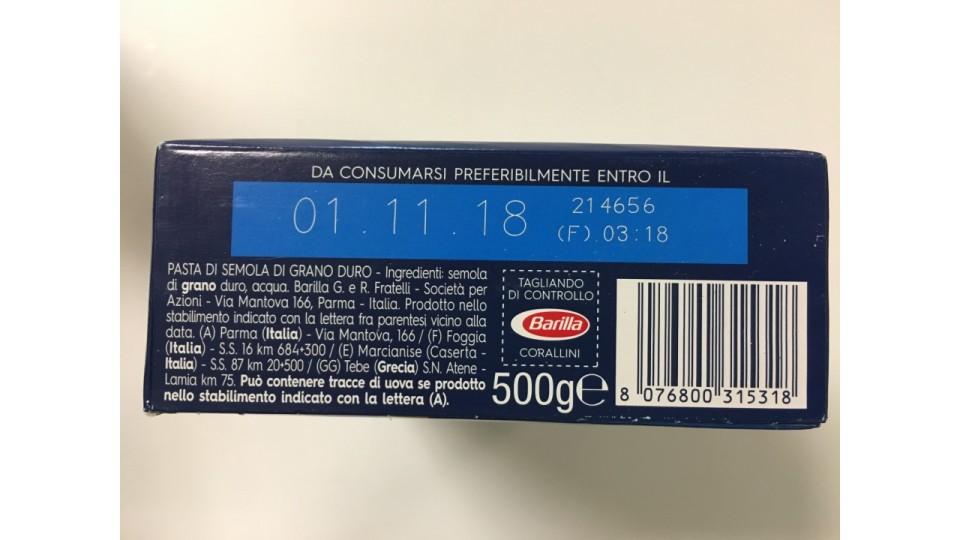 DA CONSUMARSI PREFERIBILMENTE ENTRO IL
01.11.18
214656
(F) 03:18
PASTA DI SEMOLA DI GRANO DURO - Ingredienti: semola
di grano duro, acqua. Barilla G. e R. Fratelli - Società per
Azioni - Via Mantova 166, Parma - Italia. Prodotto nello
stabilimento indicato con la lettera fra parentesi vicino alla
data. (A) Parma (Italia) - Via Mantova, 166 / (F) Foggia
(Italia) - S.S. 16 km 684+300 / (E) Marcianise (Caserta -
Italia) - S.S. 87 km 20+500 / (GG) Tebe (Grecia) S.N. Atene -
Lamia km 75. Può contenere tracce di uova se prodotto
nello stabilimento indicato con la lettera (A).
TAGLIANDO
DI CONTROLLO
Barilla
CORALLINI
500g℮
8 076800 315318